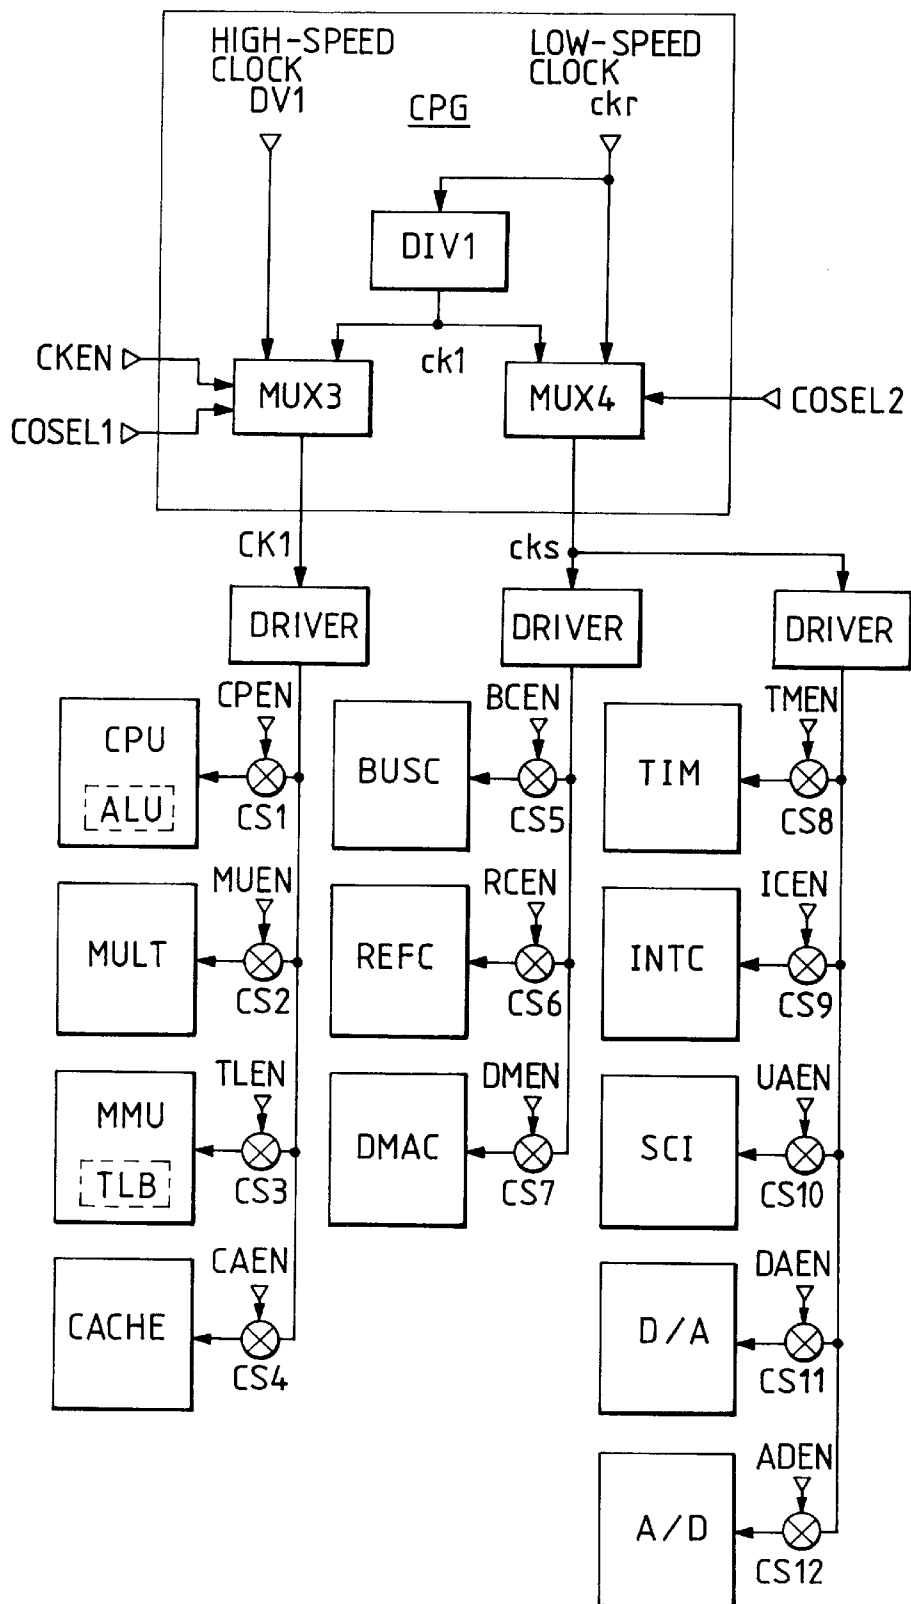 HIGH-SPEED
CLOCK
DV1
LOW-SPEED
CLOCK
ckr
CPG
DIV1
ck1
CKEN
COSEL1
MUX3
MUX4
COSEL2
CK1
cks
DRIVER
DRIVER
DRIVER
CPEN
CPU
ALU
CS1
BCEN
BUSC
CS5
TMEN
TIM
CS8
MUEN
MULT
CS2
RCEN
REFC
CS6
ICEN
INTC
CS9
TLEN
MMU
TLB
CS3
DMEN
DMAC
CS7
UAEN
SCI
CS10
CAEN
CACHE
CS4
DAEN
D/A
CS11
ADEN
A/D
CS12